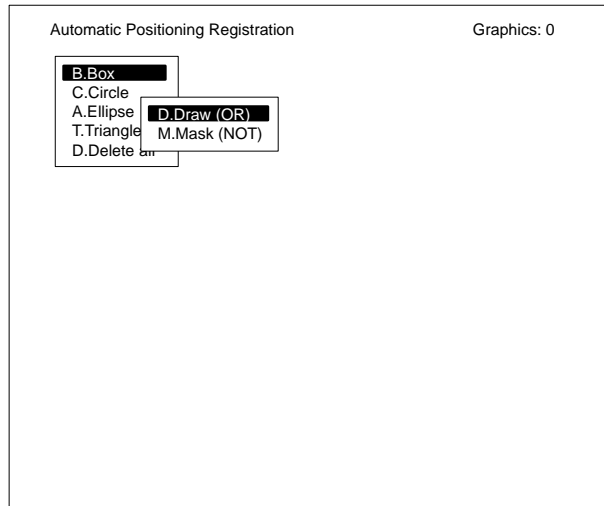 Automatic Positioning Registration Graphics: 0
B.Box
C.Circle
A.Ellipse
T.Triangle
D.Delete all
D.Draw (OR)
M.Mask (NOT)